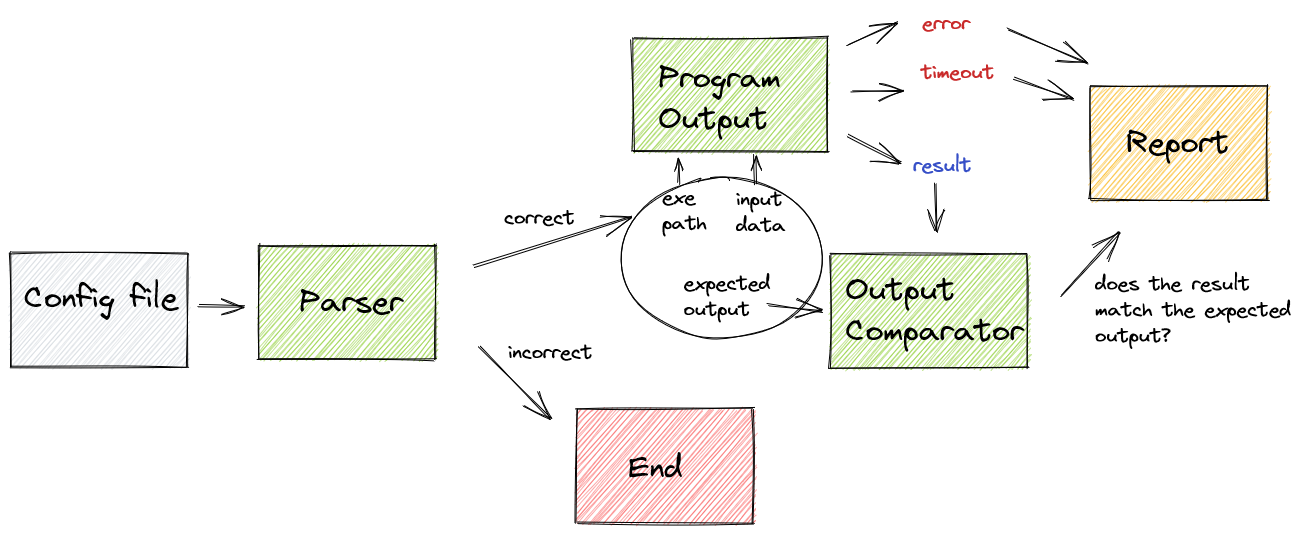 error
timeout
Program
Output
Report
result
exe
path
input
data
correct
Config file
Parser
expected
output
Output
Comparator
does the result
match the expected
output?
incorrect
End